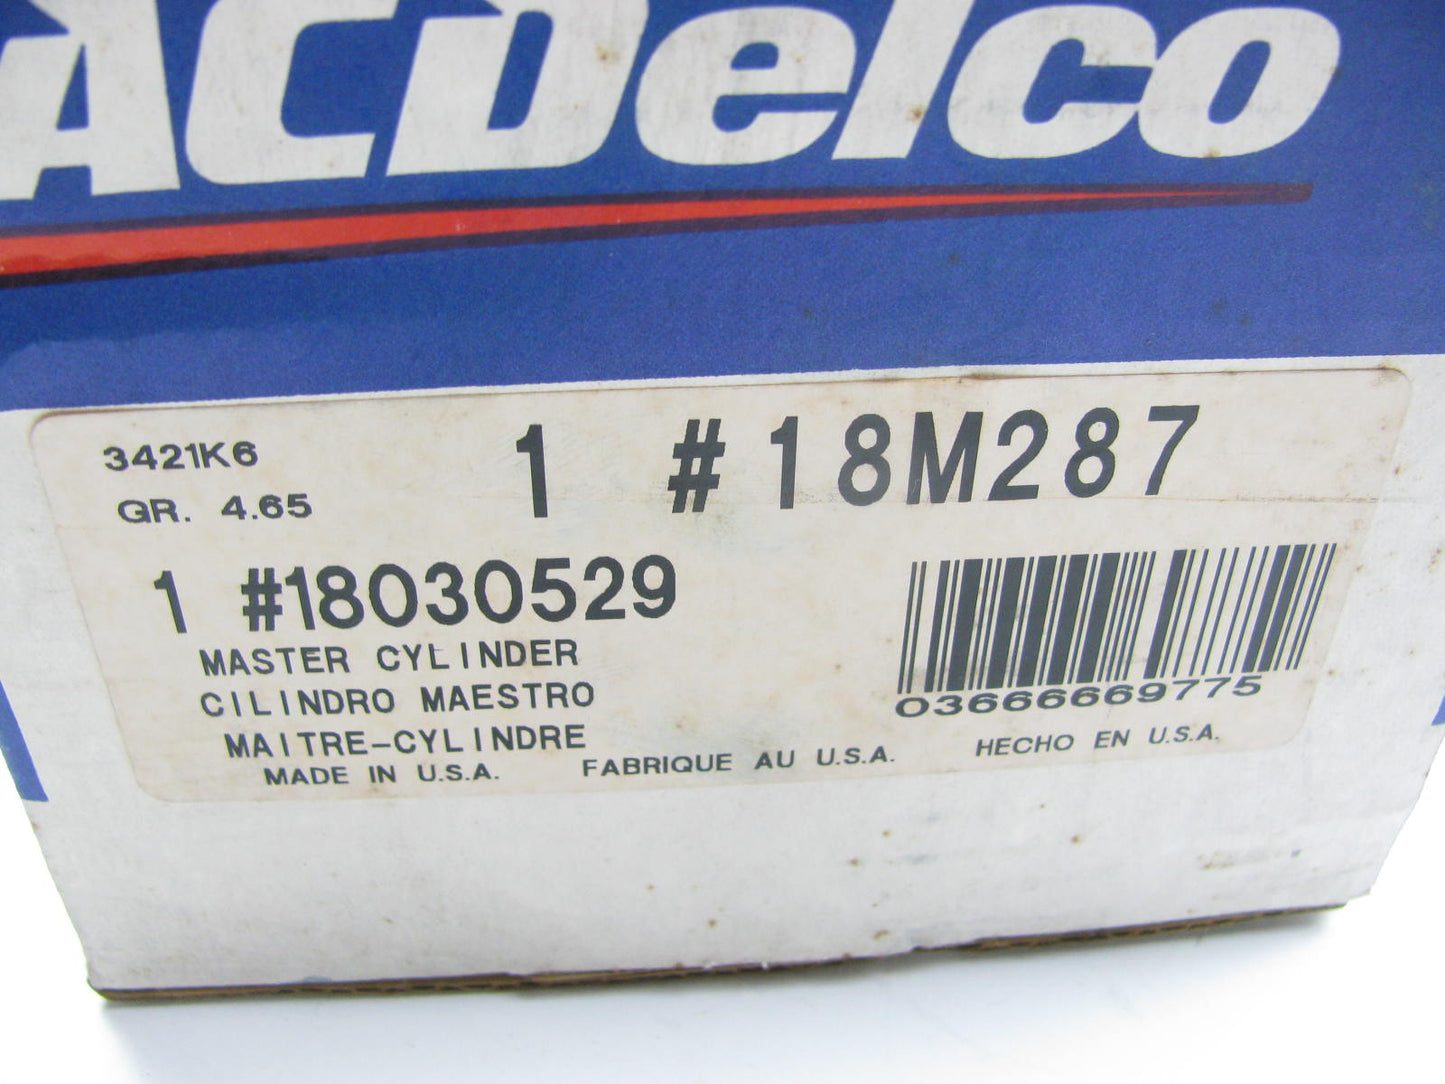 ACDelco
3421K6
1 #18M287
GR. 4.65
1 #18030529
MASTER CYLINDER
CILINDRO MAESTRO
MAITRE-CYLINDRE
03666669775
MADE IN U.S.A. FABRIQUE AU U.S.A. HECHO EN U.S.A.